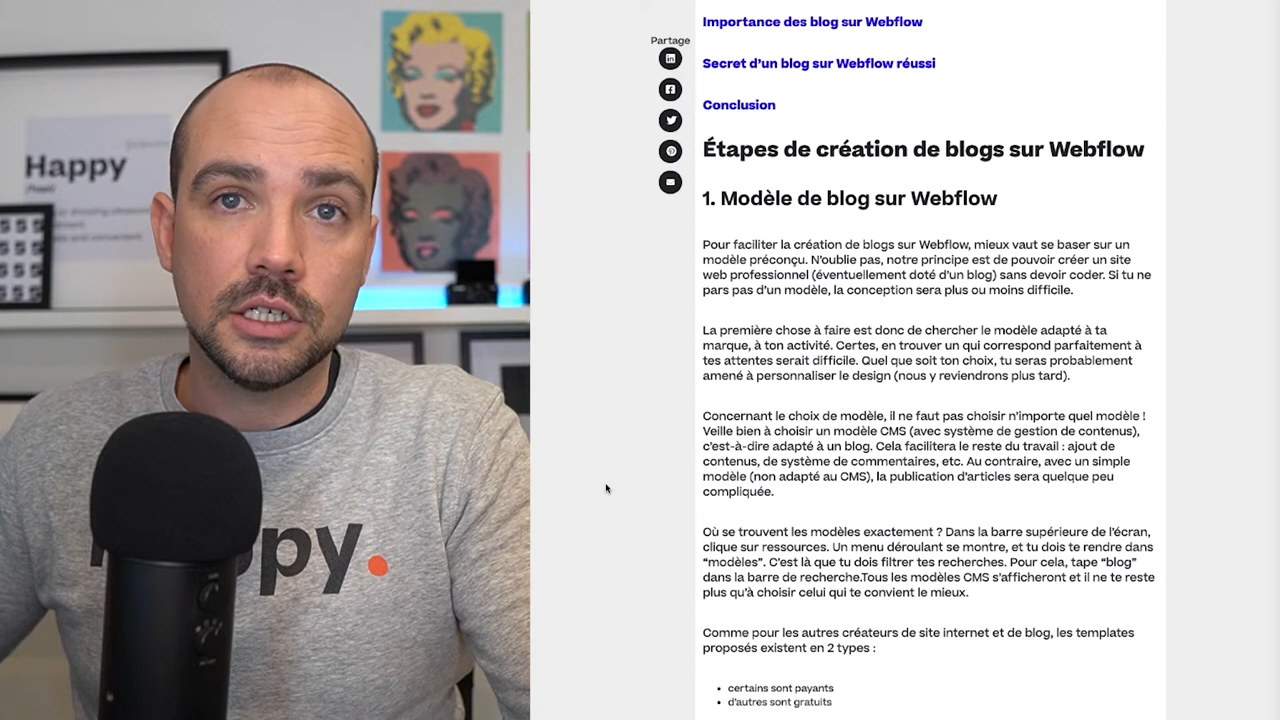 Happy
Partage
Importance des blog sur Webflow
Secret d’un blog sur Webflow réussi
Conclusion
Étapes de création de blogs sur Webflow
1. Modèle de blog sur Webflow
Pour faciliter la création de blogs sur Webflow, mieux vaut se baser sur un
modèle préconçu. N’oublie pas, notre principe est de pouvoir créer un site
web professionnel (éventuellement doté d’un blog) sans devoir coder. Si tu ne
pars pas d’un modèle, la conception sera plus ou moins difficile.
La première chose à faire est donc de chercher le modèle adapté à ta
marque, à ton activité. Certes, en trouver un qui correspond parfaitement à
tes attentes serait difficile. Quel que soit ton choix, tu seras probablement
amené à personnaliser le design (nous y reviendrons plus tard).
Concernant le choix de modèle, il ne faut pas choisir n’importe quel modèle !
Veille bien à choisir un modèle CMS (avec système de gestion de contenus),
c’est-à-dire adapté à un blog. Cela facilitera le reste du travail : ajout de
contenus, de système de commentaires, etc. Au contraire, avec un simple
modèle (non adapté au CMS), la publication d’articles sera quelque peu
compliquée.
Où se trouvent les modèles exactement ? Dans la barre supérieure de l’écran,
clique sur ressources. Un menu déroulant se montre, et tu dois te rendre dans
“modèles”. C’est là que tu dois filtrer tes recherches. Pour cela, tape “blog”
dans la barre de recherche.Tous les modèles CMS s’afficheront et il ne te reste
plus qu’à choisir celui qui te convient le mieux.
Comme pour les autres créateurs de site internet et de blog, les templates
proposés existent en 2 types :
certains sont payants
d’autres sont gratuits